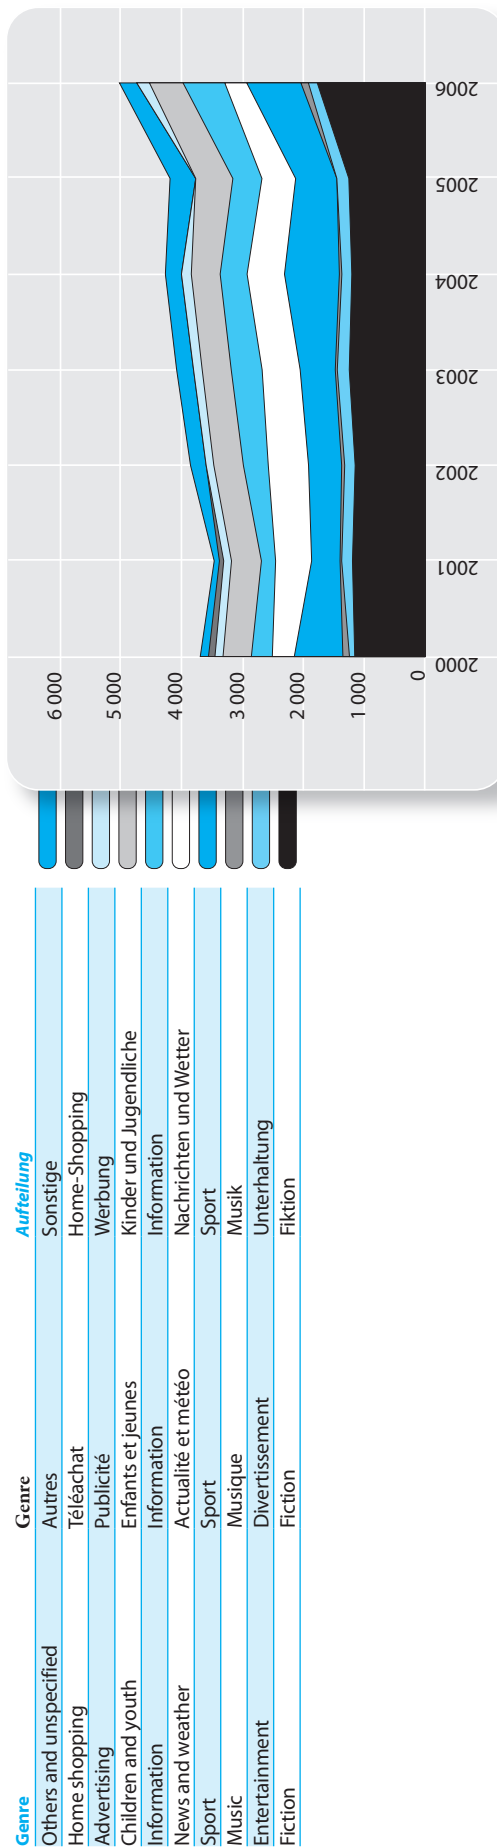 Genre Genre Aufteilung
Others and unspecified Autres Sonstige
Home shopping Téléachat Home-Shopping
Advertising Publicité Werbung
Children and youth Enfants et jeunes Kinder und Jugendliche
Information Information Information
News and weather Actualité et météo Nachrichten und Wetter
Sport Sport Sport
Music Musique Musik
Entertainment Divertissement Unterhaltung
Fiction Fiction Fiktion
6 000
5 000
4 000
3 000
2 000
1 000
0
2000 2001 2002 2003 2004 2005 2006